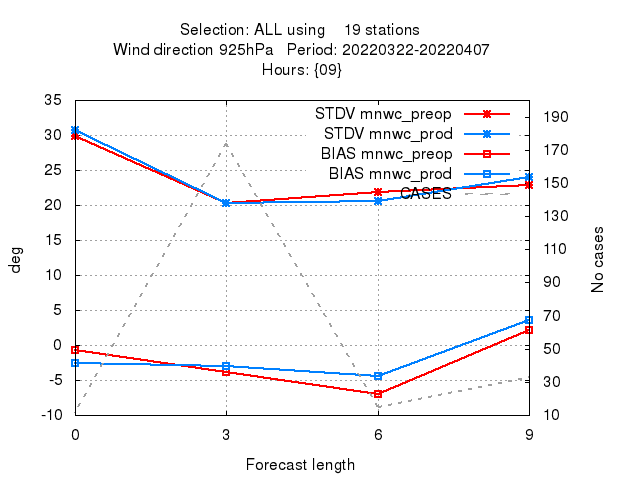 Selection: ALL using    19 stations
Wind direction 925hPa   Period: 20220322-20220407
Hours: {09}
STDV mnwc_preop
STDV mnwc_prod
BIAS mnwc_preop
BIAS mnwc_prod
CASES
35
30
25
20
15
10
5
0
-5
-10
deg
190
170
150
130
110
90
70
50
30
10
No cases
0 3 6 9
Forecast length